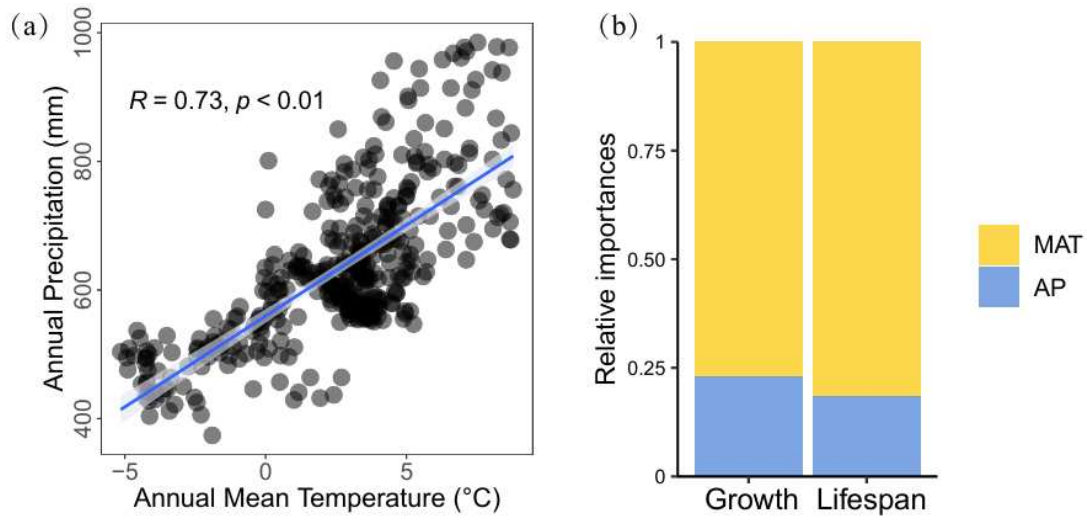 (a)
1000
800
600
400
Annual Precipitation (mm)
R = 0.73, p < 0.01
−5
0
5
Annual Mean Temperature (°C)
(b)
1
0.75
0.50
0.25
0
Relative importances
Growth
Lifespan
MAT
AP